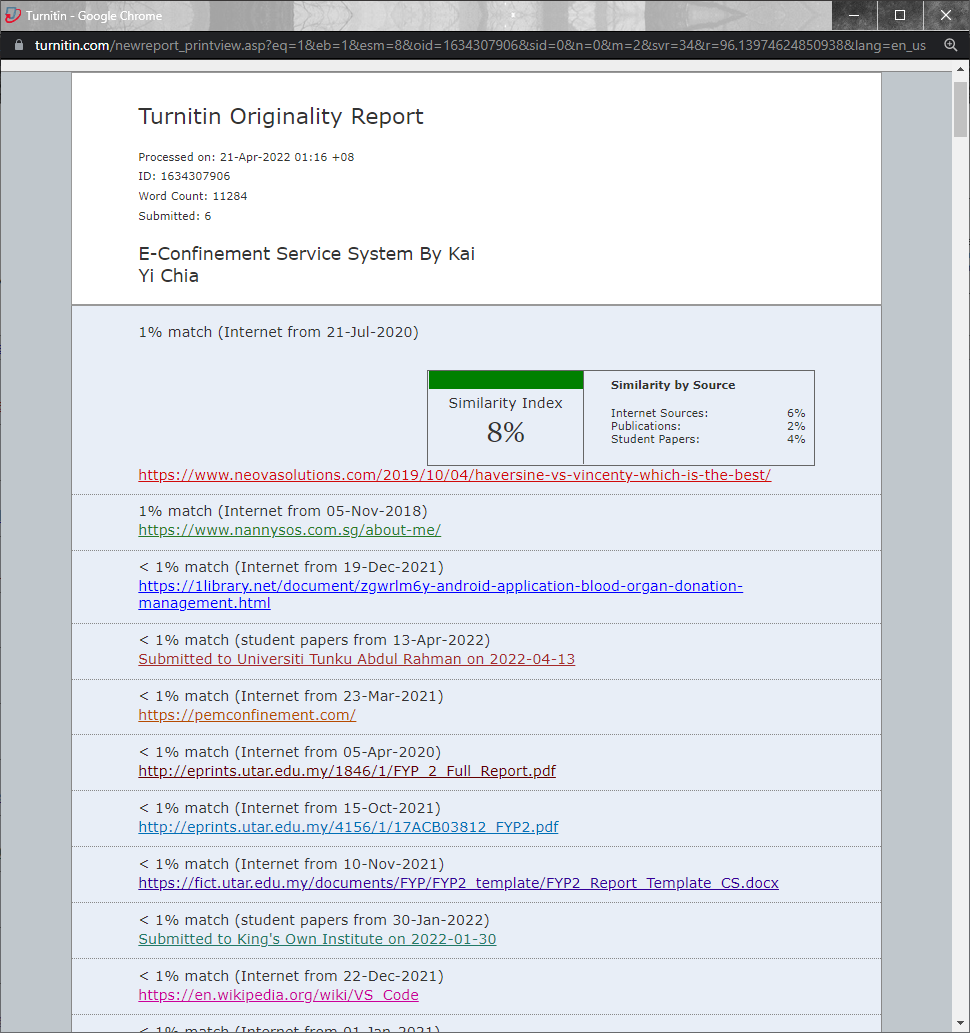 Turnitin - Google Chrome
turnitin.com/newreport_printview.asp?eq=1&eb=1&esm=8&oid=1634307906&sid=0&n=0&m=2&svr=34&r=96.13974624850938&lang=en_us
Turnitin Originality Report
Processed on: 21-Apr-2022 01:16 +08
ID: 1634307906
Word Count: 11284
Submitted: 6
E-Confinement Service System By Kai
Yi Chia
1% match (Internet from 21-Jul-2020)
Similarity Index
8%
Similarity by Source
Internet Sources: 6%
Publications: 2%
Student Papers: 4%
https://www.neovasolutions.com/2019/10/04/haversine-vs-vincenty-which-is-the-best/
1% match (Internet from 05-Nov-2018)
https://www.nannysos.com.sg/about-me/
< 1% match (Internet from 19-Dec-2021)
https://1library.net/document/zgwrlm6y-android-application-blood-organ-donation-
management.html
< 1% match (student papers from 13-Apr-2022)
Submitted to Universiti Tunku Abdul Rahman on 2022-04-13
< 1% match (Internet from 23-Mar-2021)
https://pemconfinement.com/
< 1% match (Internet from 05-Apr-2020)
http://eprints.utar.edu.my/1846/1/FYP_2_Full_Report.pdf
< 1% match (Internet from 15-Oct-2021)
http://eprints.utar.edu.my/4156/1/17ACB03812_FYP2.pdf
< 1% match (Internet from 10-Nov-2021)
https://fict.utar.edu.my/documents/FYP/FYP2_template/FYP2_Report_Template_CS.docx
< 1% match (student papers from 30-Jan-2022)
Submitted to King's Own Institute on 2022-01-30
< 1% match (Internet from 22-Dec-2021)
https://en.wikipedia.org/wiki/VS_Code
< 1% match (Internet from 01-Jan-2021)